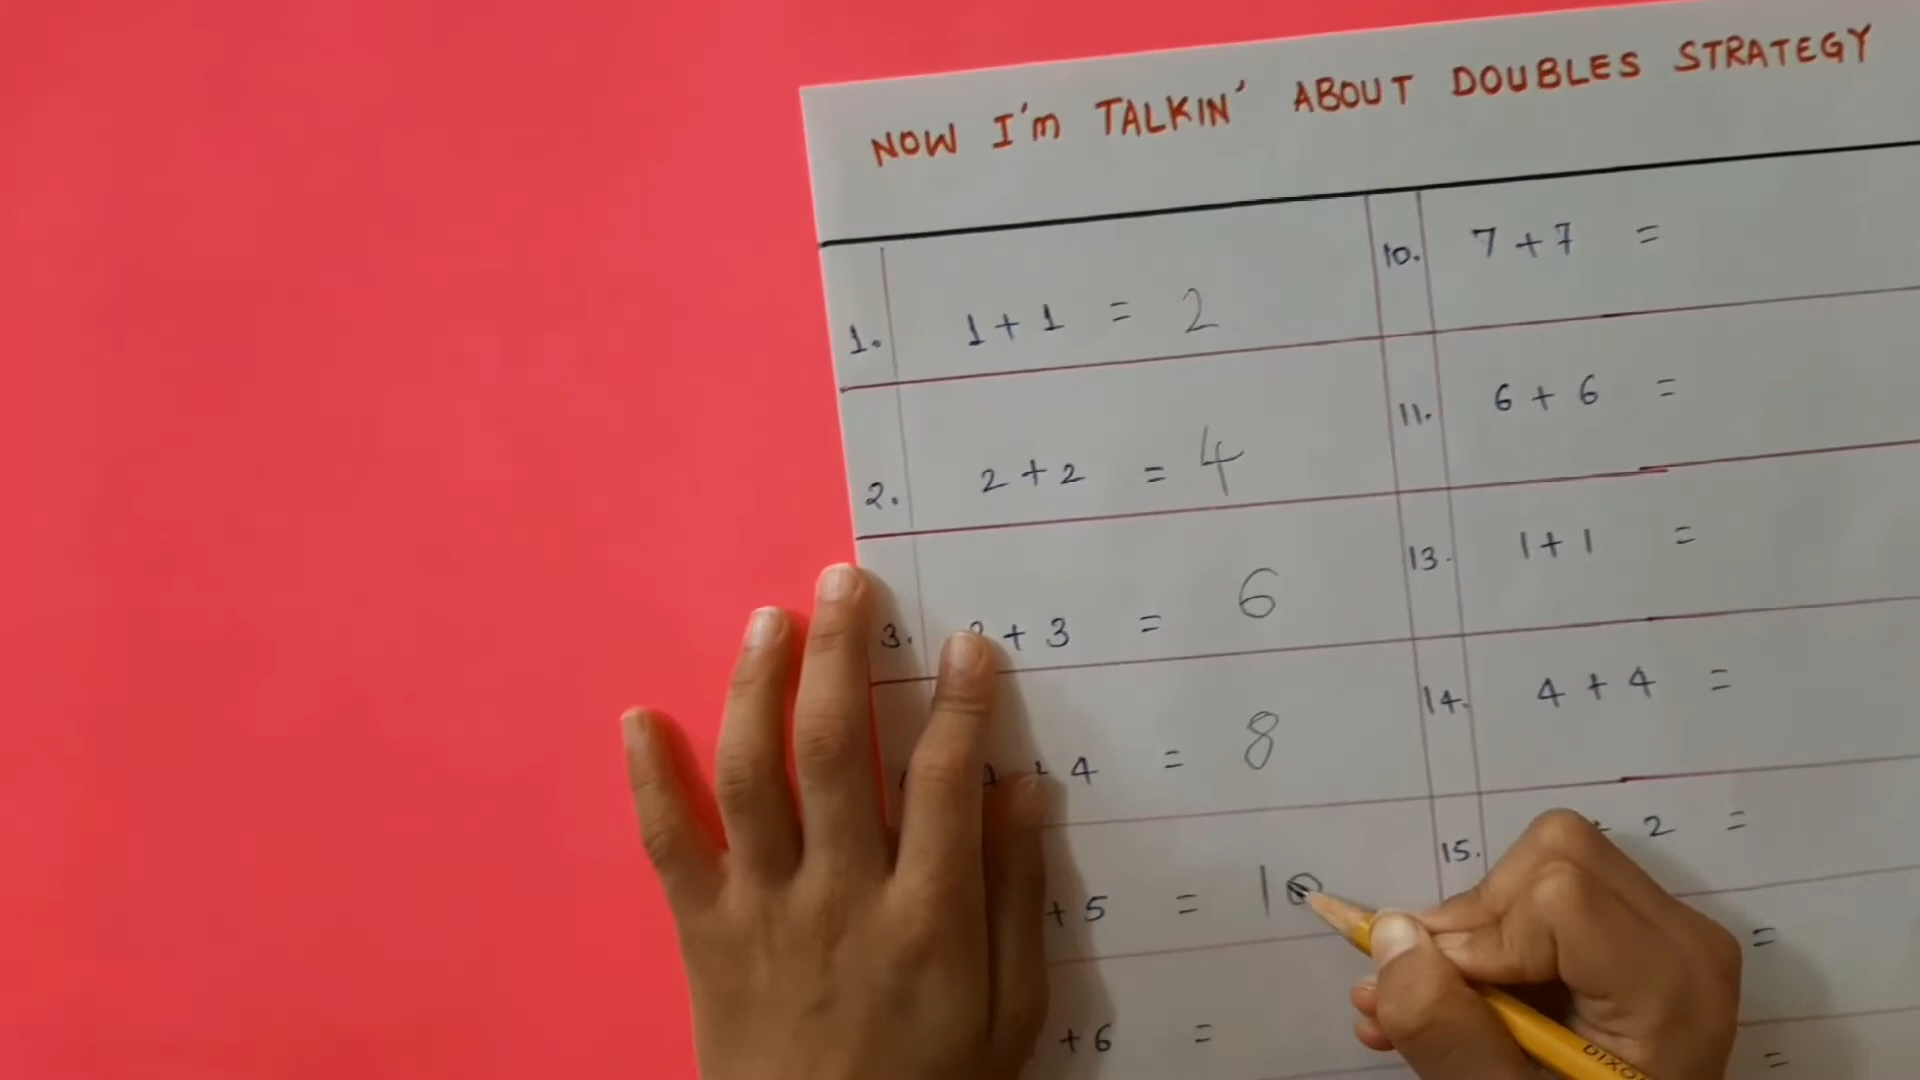 NOW I'm TALKIN' ABOUT DOUBLES STRATEGY
1. 1 + 1 = 2
2. 2 + 2 = 4
3. + 3 = 6
+ 4 = 8
+ 5 = 10
+ 6 =
10. 7 + 7 =
11. 6 + 6 =
13. 1 + 1 =
14. 4 + 4 =
15. + 2 =
=
=